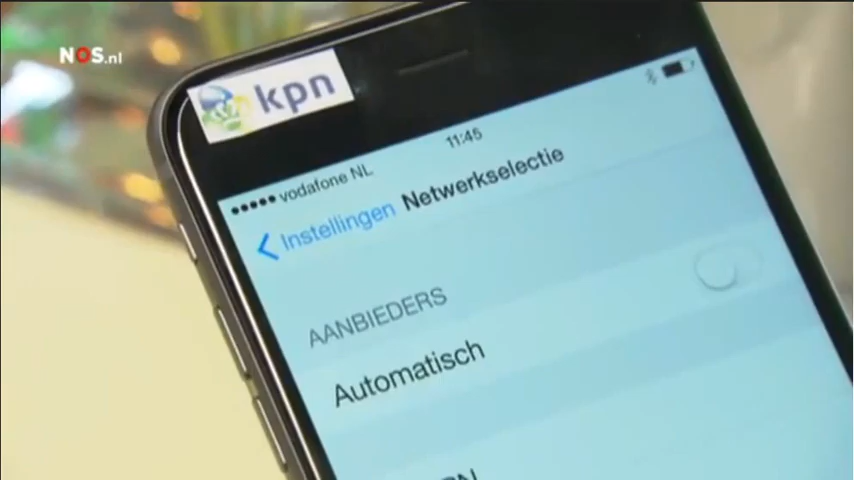 NOS.nl
kpn
vodafone NL
11:45
Instellingen
Netwerkselectie
AANBIEDERS
Automatisch